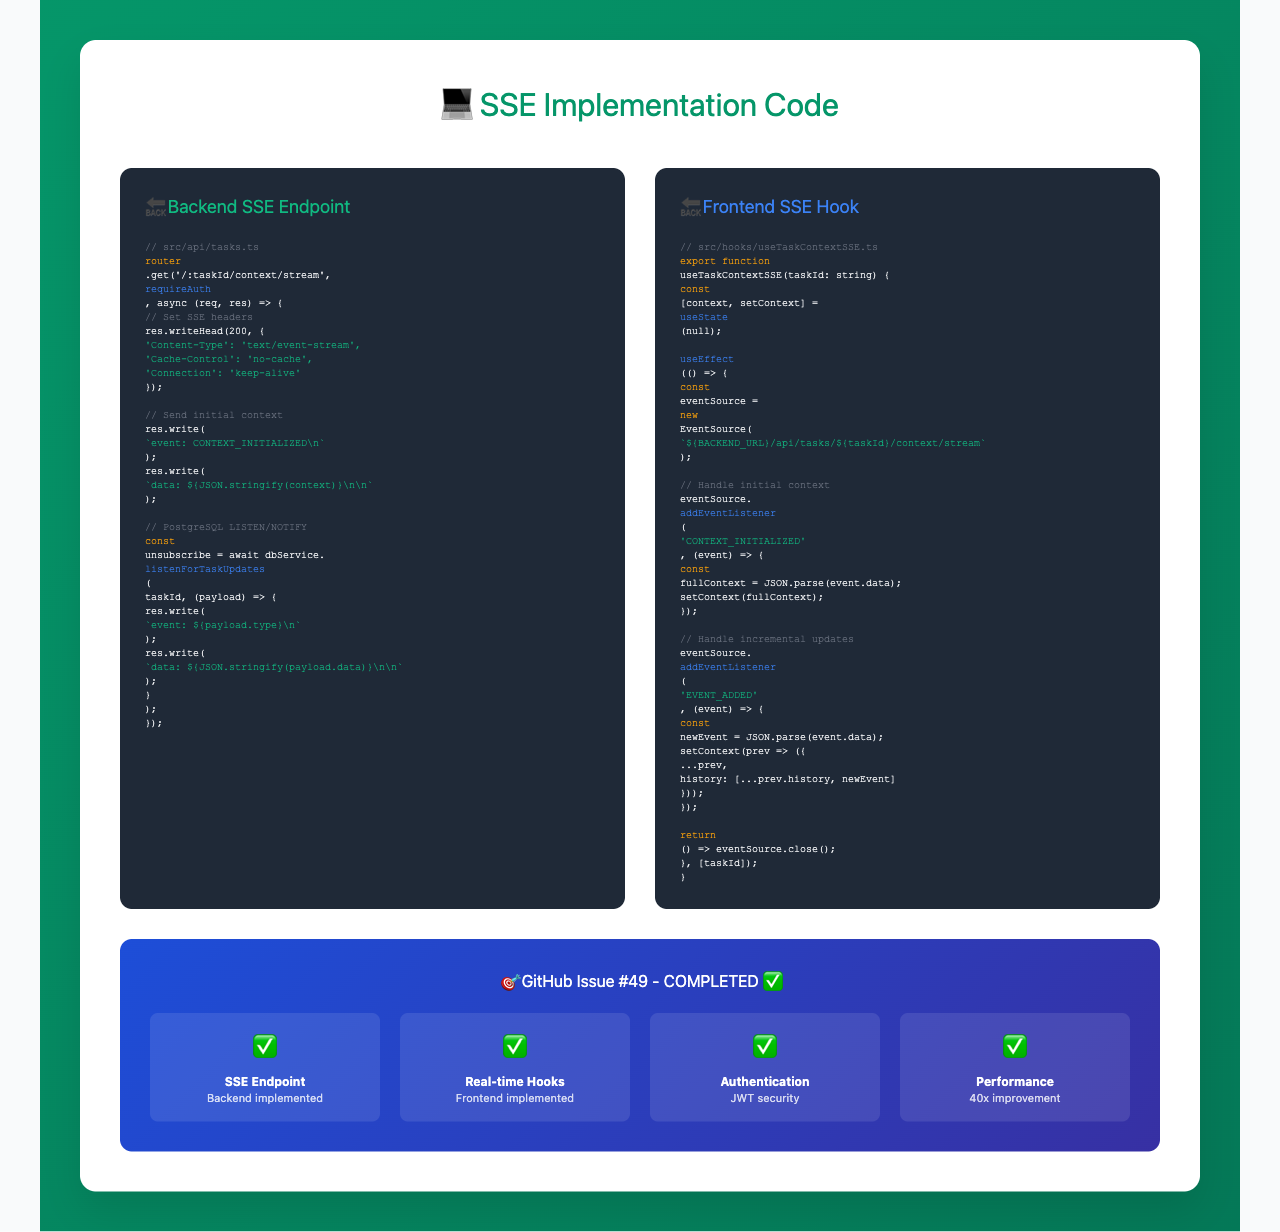 💻 SSE Implementation Code
🔙Backend SSE Endpoint
// src/api/tasks.ts
router
.get('/:taskId/context/stream',
requireAuth
, async (req, res) => {
// Set SSE headers
res.writeHead(200, {
'Content-Type': 'text/event-stream',
'Cache-Control': 'no-cache',
'Connection': 'keep-alive'
});
// Send initial context
res.write(
`event: CONTEXT_INITIALIZED\n`
);
res.write(
`data: ${JSON.stringify(context)}\n\n`
);
// PostgreSQL LISTEN/NOTIFY
const
unsubscribe = await dbService.
listenForTaskUpdates
(
taskId, (payload) => {
res.write(
`event: ${payload.type}\n`
);
res.write(
`data: ${JSON.stringify(payload.data)}\n\n`
);
}
);
});
🔙Frontend SSE Hook
// src/hooks/useTaskContextSSE.ts
export function
useTaskContextSSE(taskId: string) {
const
[context, setContext] =
useState
(null);
useEffect
(() => {
const
eventSource =
new
EventSource(
`${BACKEND_URL}/api/tasks/${taskId}/context/stream`
);
// Handle initial context
eventSource.
addEventListener
(
'CONTEXT_INITIALIZED'
, (event) => {
const
fullContext = JSON.parse(event.data);
setContext(fullContext);
});
// Handle incremental updates
eventSource.
addEventListener
(
'EVENT_ADDED'
, (event) => {
const
newEvent = JSON.parse(event.data);
setContext(prev => ({
...prev,
history: [...prev.history, newEvent]
}));
});
return
() => eventSource.close();
}, [taskId]);
}
🎯GitHub Issue #49 - COMPLETED ✅
✅
SSE Endpoint
Backend implemented
✅
Real-time Hooks
Frontend implemented
✅
Authentication
JWT security
✅
Performance
40x improvement